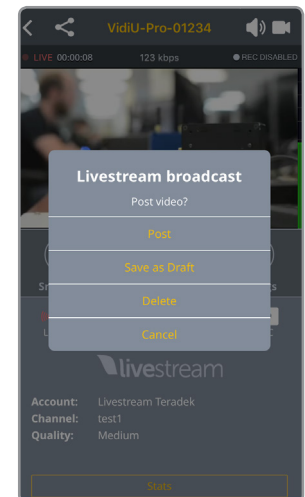 VidiU-Pro-01234
LIVE 00:00:08 123 kbps REC DISABLED
Livestream broadcast
Post video?
Post
Save as Draft
Delete
Cancel
livestream
Account: Livestream Teradek
Channel: test1
Quality: Medium
Stats